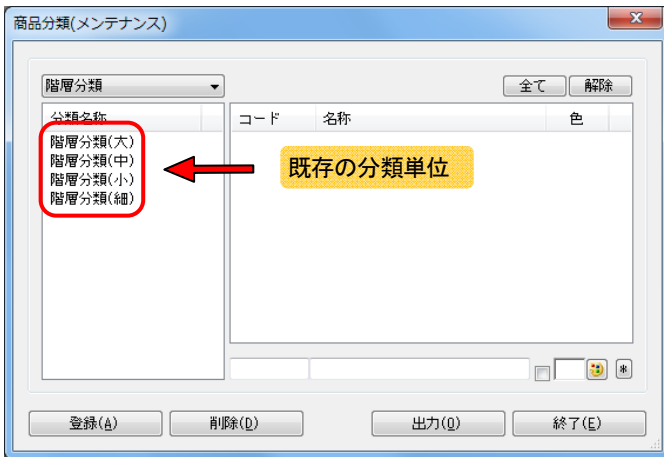 商品分類(メンテナンス)
階層分類
全て 解除
分類名称 コード 名称 色
階層分類(大)
階層分類(中)
階層分類(小)
階層分類(細)
既存の分類単位
*
登録(A) 削除(D) 出力(O) 終了(E)